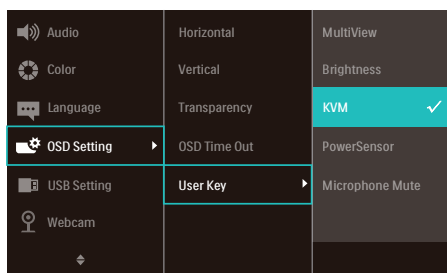 Audio
Color
Language
OSD Setting
USB Setting
Webcam
Horizontal
Vertical
Transparency
OSD Time Out
User Key
MultiView
Brightness
KVM
PowerSensor
Microphone Mute